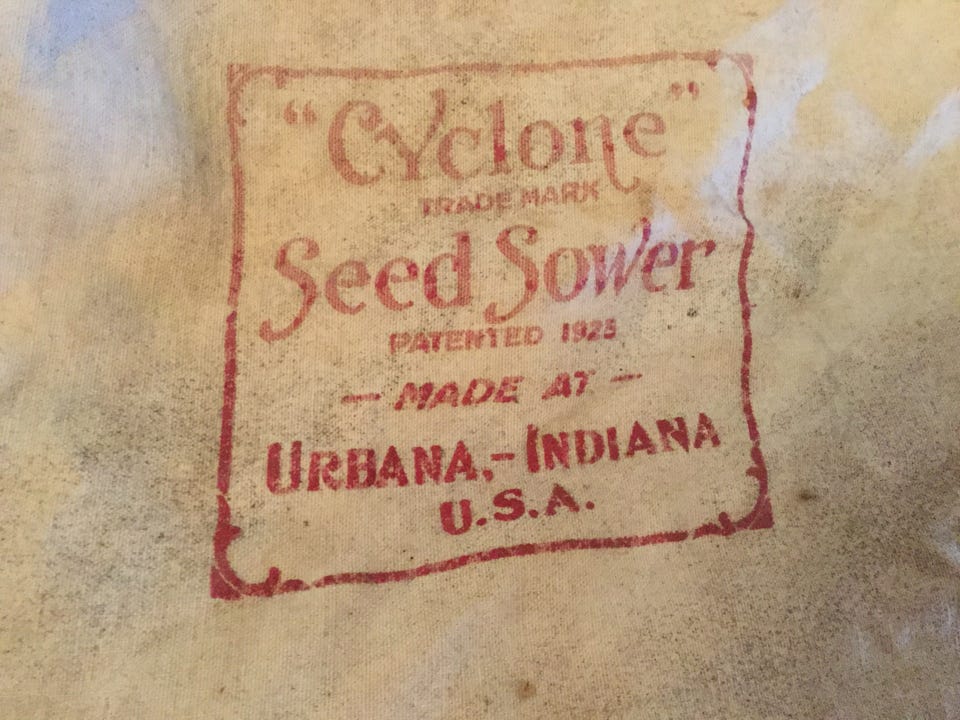 "Cyclone"
TRADE MARK
Seed Sower
PATENTED 1925
— MADE AT —
URBANA,-INDIANA
U.S.A.